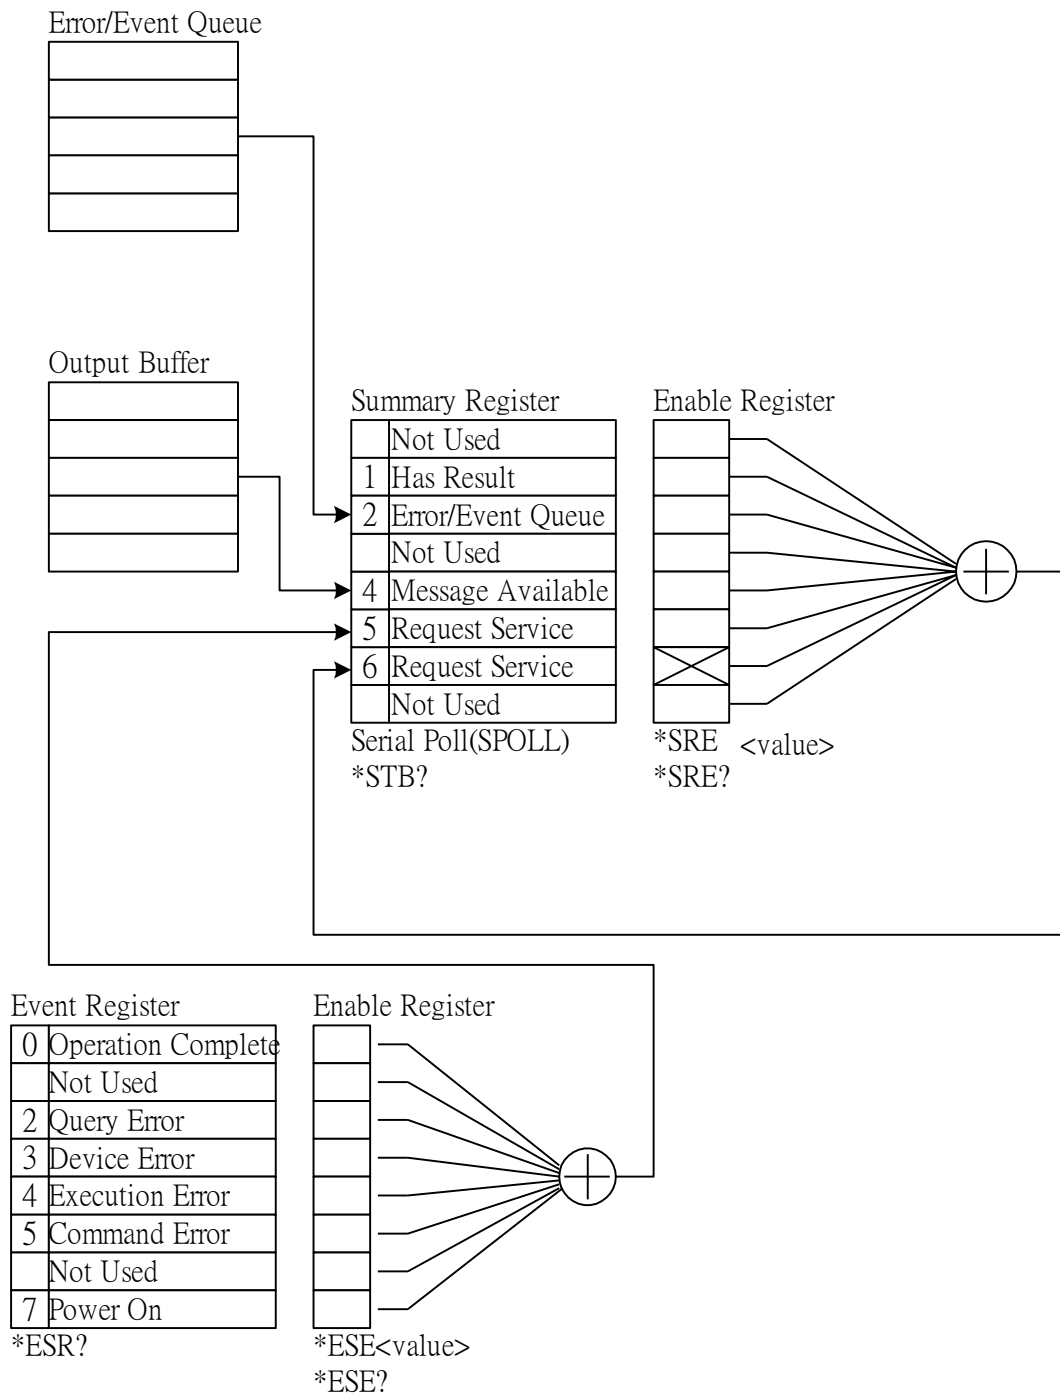 Error/Event Queue
Output Buffer
Summary Register
Not Used
1 Has Result
2 Error/Event Queue
Not Used
4 Message Available
5 Request Service
6 Request Service
Not Used
Serial Poll(SPOLL)
*STB?
Enable Register
*SRE <value>
*SRE?
Event Register
0 Operation Complete
Not Used
2 Query Error
3 Device Error
4 Execution Error
5 Command Error
Not Used
7 Power On
*ESR?
Enable Register
*ESE<value>
*ESE?